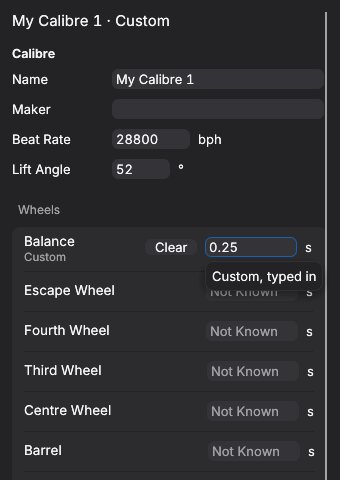 My Calibre 1 · Custom
Calibre
Name My Calibre 1
Maker
Beat Rate 28800 bph
Lift Angle 52 °
Wheels
Balance Clear 0.25 s
Custom
Custom, typed in
Escape Wheel Not Known s
Fourth Wheel Not Known s
Third Wheel Not Known s
Centre Wheel Not Known s
Barrel Not Known s